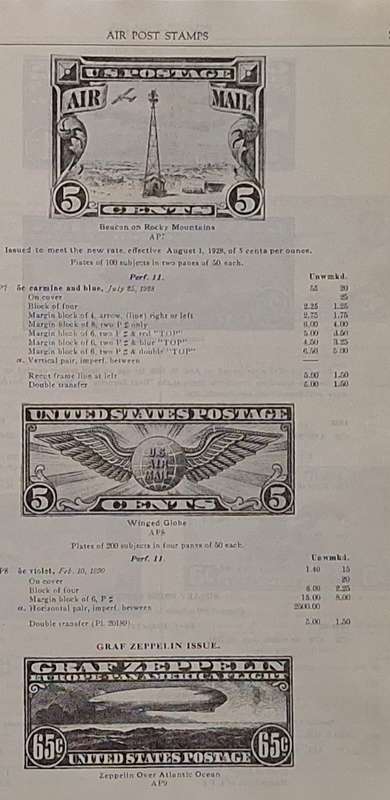 AIR POST STAMPS
U.S. POSTAGE
AIR MAIL
5 CENTS 5
Beacon on Rocky Mountains
AP7
Issued to meet the new rate, effective August 1, 1928, of 5 cents per ounce.
Plates of 100 subjects in two panes of 50 each.
Perf. 11. Unwmkd.
5c carmine and blue, July 25, 1928 55 20
On cover 25
Block of four 2.25 1.25
Margin block of 4, arrow, (line) right or left 2.75 1.75
Margin block of 8, two P # only 6.00 4.00
Margin block of 6, two P # & red "TOP" 5.00 3.50
Margin block of 6, two P # & blue "TOP" 4.50 3.25
Margin block of 6, two P # & double "TOP" 6.50 5.00
a. Vertical pair, imperf. between ——
Recut frame line at left 5.00 1.50
Double transfer 5.00 1.50
UNITED STATES POSTAGE
U.S.
AIR
MAIL
5 CENTS 5
Winged Globe
AP8
Plates of 200 subjects in four panes of 50 each.
Perf. 11 Unwmkd.
P8 5c violet, Feb. 10, 1930 1.40 15
On cover 20
Block of four 6.00 2.25
Margin block of 6, P # 15.00 8.00
a. Horizontal pair, imperf. between 2500.00
Double transfer (Pl. 20189) 5.00 1.50
GRAF ZEPPELIN ISSUE.
GRAF ZEPPELIN
EUROPE-PAN AMERICA FLIGHT
65c UNITED STATES POSTAGE 65c
Zeppelin Over Atlantic Ocean
AP9